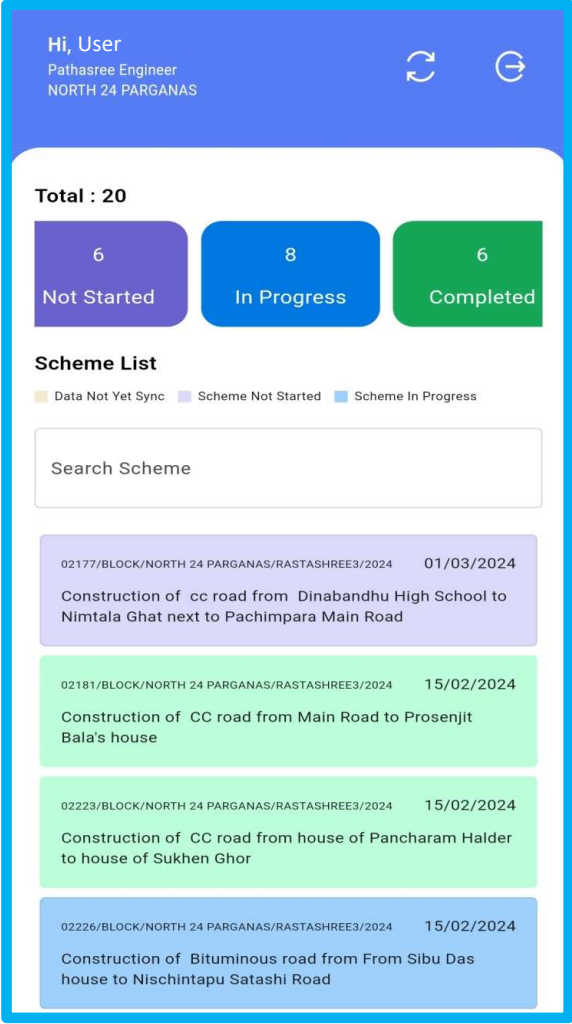 Hi, User
Pathasree Engineer
NORTH 24 PARGANAS
Total : 20
6
Not Started
8
In Progress
6
Completed
Scheme List
Data Not Yet Sync Scheme Not Started Scheme In Progress
Search Scheme
02177/BLOCK/NORTH 24 PARGANAS/RASTASHREE3/2024 01/03/2024
Construction of cc road from Dinabandhu High School to
Nimtala Ghat next to Pachimpara Main Road
02181/BLOCK/NORTH 24 PARGANAS/RASTASHREE3/2024 15/02/2024
Construction of CC road from Main Road to Prosenjit
Bala's house
02223/BLOCK/NORTH 24 PARGANAS/RASTASHREE3/2024 15/02/2024
Construction of CC road from house of Pancharam Halder
to house of Sukhen Ghor
02226/BLOCK/NORTH 24 PARGANAS/RASTASHREE3/2024 15/02/2024
Construction of Bituminous road from From Sibu Das
house to Nischintapu Satashi Road